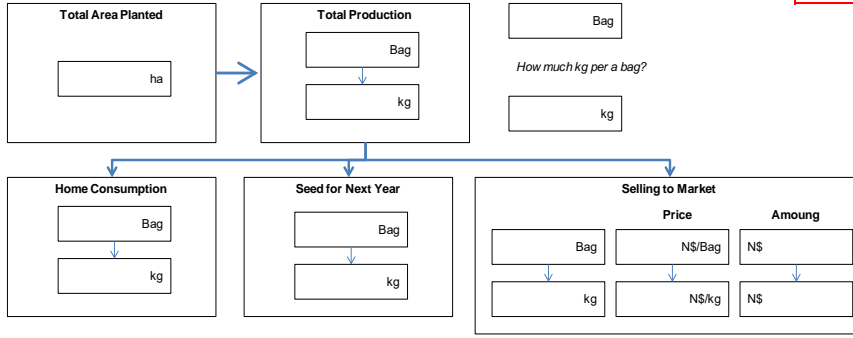 Total Area Planted
ha
Total Production
Bag
kg
Bag
How much kg per a bag?
kg
Home Consumption
Bag
kg
Seed for Next Year
Bag
kg
Selling to Market
Price Amoung
Bag N$/Bag N$
kg N$/kg N$